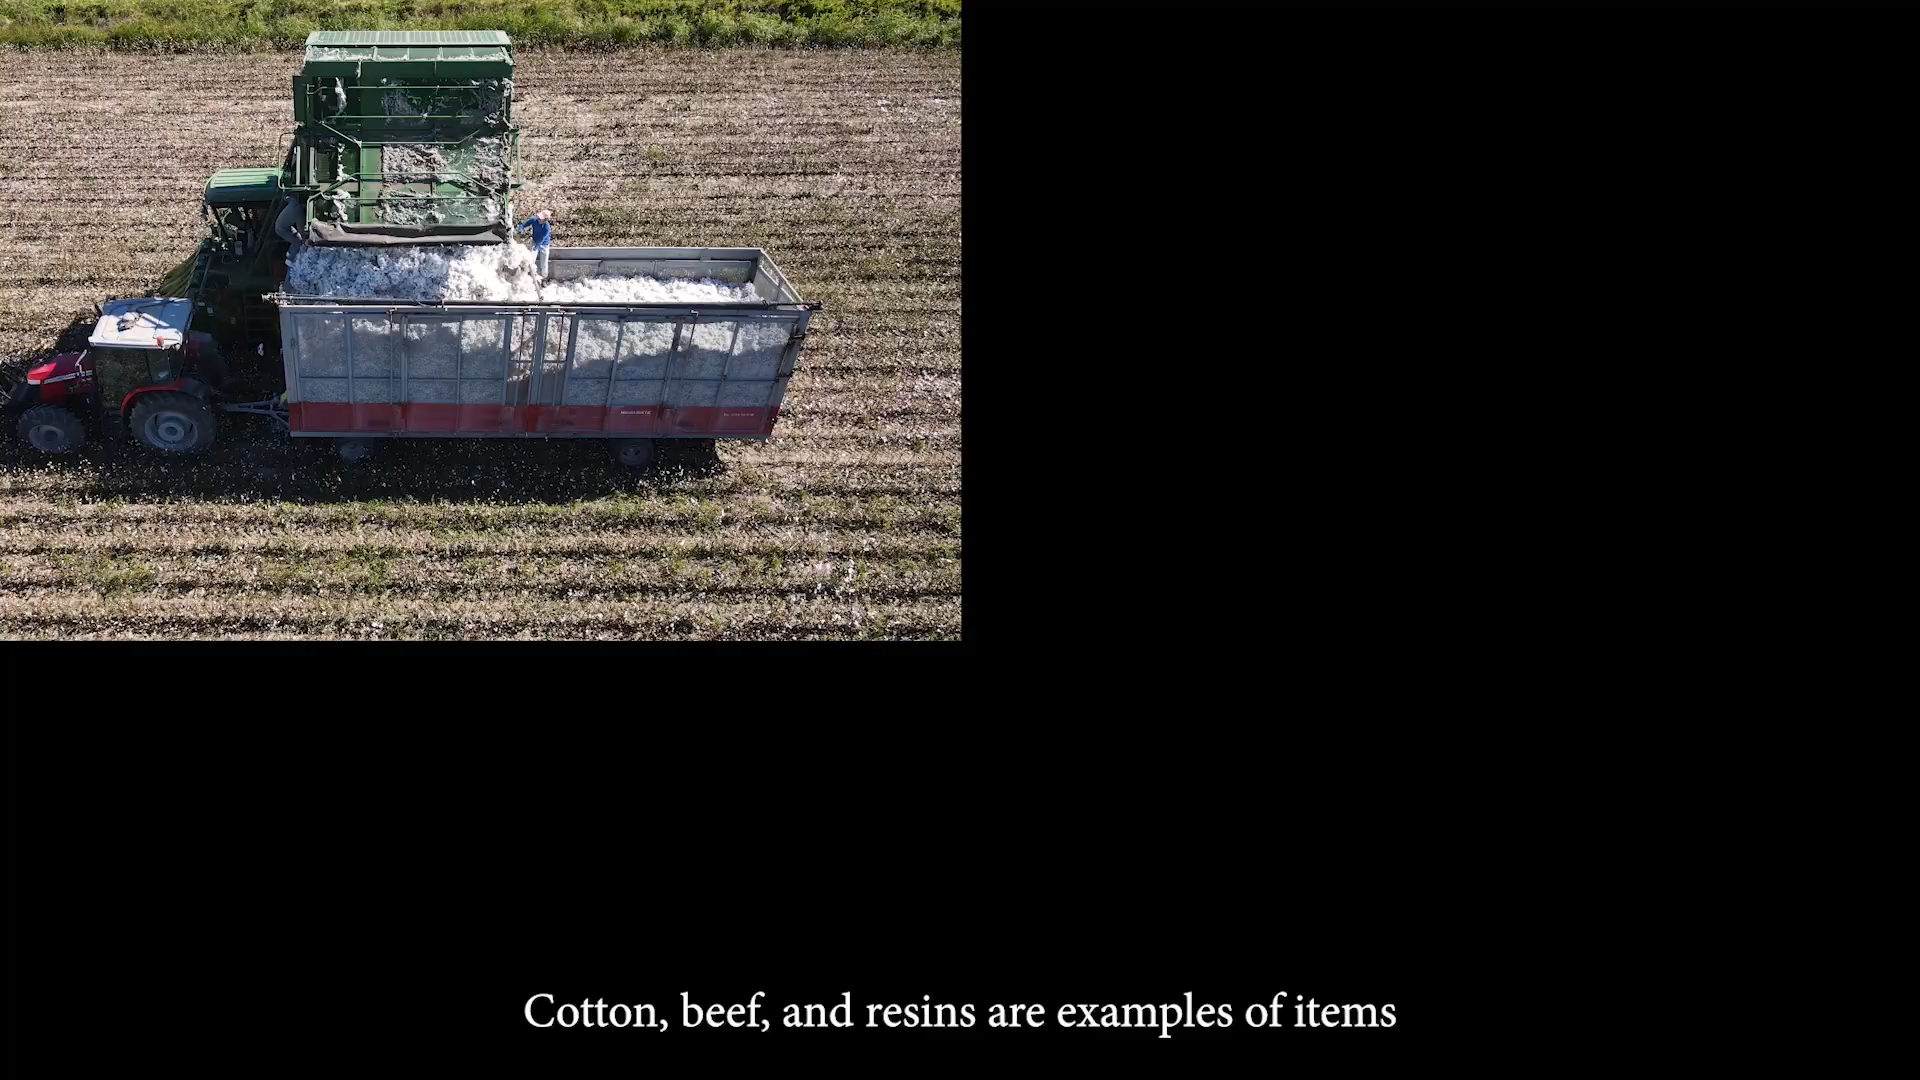 Cotton, beef, and resins are examples of items